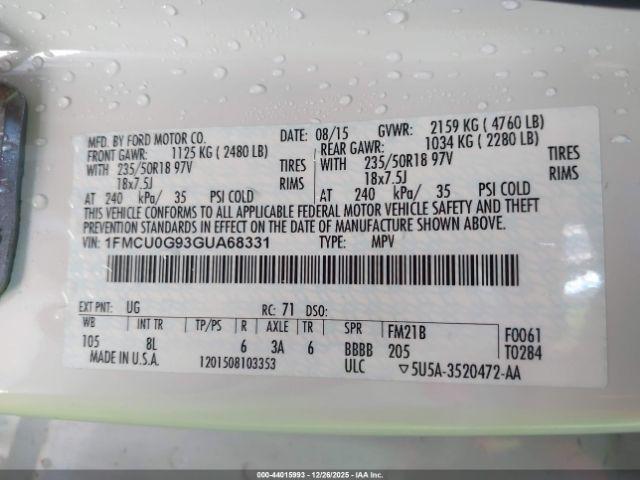 MFD. BY FORD MOTOR CO. DATE: 08/15 GVWR: 2159 KG ( 4760 LB)
FRONT GAWR: 1125 KG ( 2480 LB) REAR GAWR: 1034 KG ( 2280 LB)
WITH 235/50R18 97V TIRES WITH 235/50R18 97V TIRES
18x7.5J RIMS 18x7.5J RIMS
AT 240 kPa/ 35 PSI COLD AT 240 kPa/ 35 PSI COLD
THIS VEHICLE CONFORMS TO ALL APPLICABLE FEDERAL MOTOR VEHICLE SAFETY AND THEFT
PREVENTION STANDARDS IN EFFECT ON THE DATE OF MANUFACTURE SHOWN ABOVE.
VIN: 1FMCU0G93GUA68331 TYPE: MPV
EXT PNT: UG RC: 71 DSO:
WB INT TR TP/PS R AXLE TR SPR FM21B F0061
105 8L 6 3A 6 BBBB 205 T0284
MADE IN U.S.A. 1201508103353 ULC ▽5U5A-3520472-AA
000-44015993 - 12/26/2025 - IAA Inc.